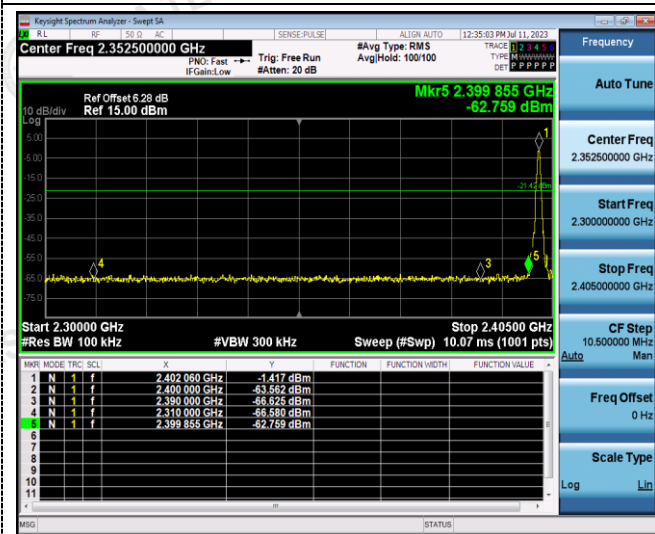 Keysight Spectrum Analyzer - Swept SA
RL RF 50 Ω AC SENSE:PULSE ALIGN AUTO 12:35:03 PM Jul 11, 2023
Center Freq 2.352500000 GHz #Avg Type: RMS TRACE 1 2 3 4 5 6
PNO: Fast Trig: Free Run Avg|Hold: 100/100 TYPE M WWWWW
IFGain:Low #Atten: 20 dB DET P P P P P P
Mkr5 2.399 855 GHz
Ref Offset 6.28 dB
10 dB/div Ref 15.00 dBm -62.759 dBm
Log
5.00
-5.00
-15.0
-21.42 dBm
-25.0
-35.0
-45.0
-55.0
-65.0
-75.0
1
4
3
5
Start 2.30000 GHz Stop 2.40500 GHz
#Res BW 100 kHz #VBW 300 kHz Sweep (#Swp) 10.07 ms (1001 pts)
MKR MODE TRC SCL X Y FUNCTION FUNCTION WIDTH FUNCTION VALUE
1 N 1 f 2.402 060 GHz -1.417 dBm
2 N 1 f 2.400 000 GHz -63.562 dBm
3 N 1 f 2.390 000 GHz -66.625 dBm
4 N 1 f 2.310 000 GHz -66.580 dBm
5 N 1 f 2.399 855 GHz -62.759 dBm
6
7
8
9
10
11
MSG STATUS
Frequency
Auto Tune
Center Freq
2.352500000 GHz
Start Freq
2.300000000 GHz
Stop Freq
2.405000000 GHz
CF Step
10.500000 MHz
Auto Man
Freq Offset
0 Hz
Scale Type
Log Lin